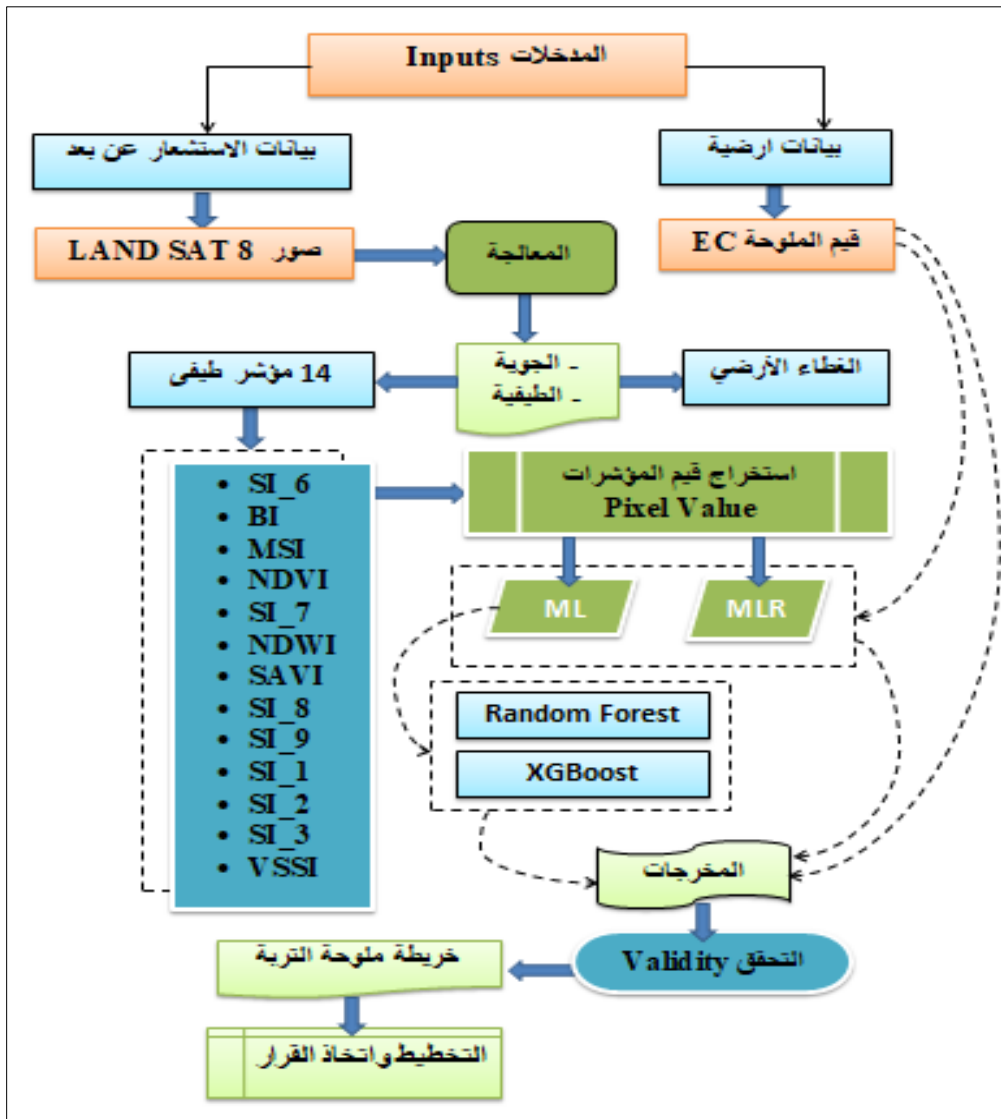 المدخلات Inputs
بيانات الاستشعار عن بعد
بيانات ارضية
صور LAND SAT 8
المعالجة
قيم الملوحة EC
14 مؤشر طيفى
- الجوية
- الطيفية
الغطاء الأرضي
• SI_6
• BI
• MSI
• NDVI
• SI_7
• NDWI
• SAVI
• SI_8
• SI_9
• SI_1
• SI_2
• SI_3
• VSSI
استخراج قيم المؤشرات
Pixel Value
ML
MLR
Random Forest
XGBoost
المخرجات
التحقق Validity
خريطة ملوحة التربة
التخطيط واتخاذ القرار